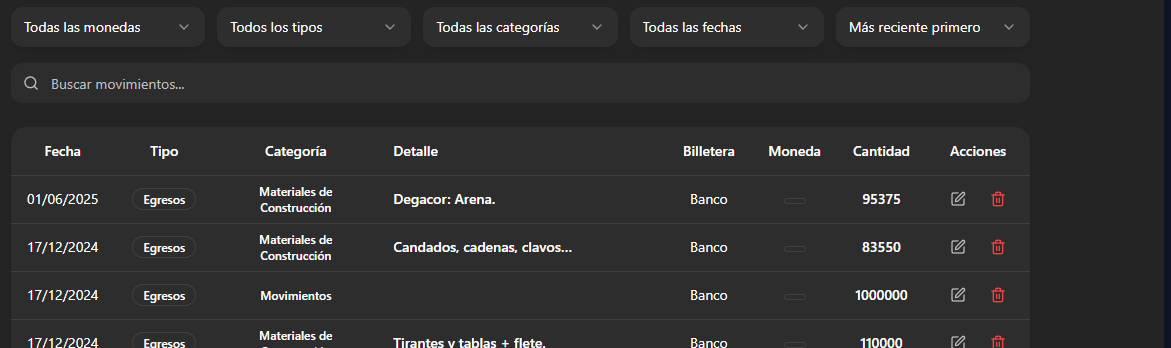 Todas las monedas Todos los tipos Todas las categorías Todas las fechas Más reciente primero
Buscar movimientos...
Fecha Tipo Categoría Detalle Billetera Moneda Cantidad Acciones
01/06/2025 Egresos Materiales de Construcción Degacor: Arena. Banco 95375
17/12/2024 Egresos Materiales de Construcción Candados, cadenas, clavos... Banco 83550
17/12/2024 Egresos Movimientos Banco 1000000
17/12/2024 Egresos Materiales de Construcción Tirantes y tablas + flete. Banco 110000